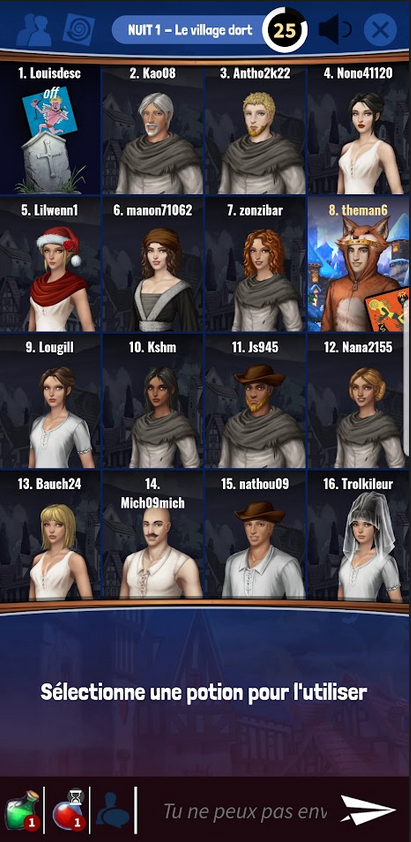 NUIT 1 – Le village dort
25
1. Louisdesc
2. Kao08
3. Antho2k22
4. Nono41120
off
5. Lilwenn1
6. manon71062
7. zonzibar
8. theman6
9. Lougill
10. Kshm
11. Js945
12. Nana2155
13. Bauch24
14.
Mich09mich
15. nathou09
16. Trolkileur
Sélectionne une potion pour l'utiliser
1
1
Tu ne peux pas env